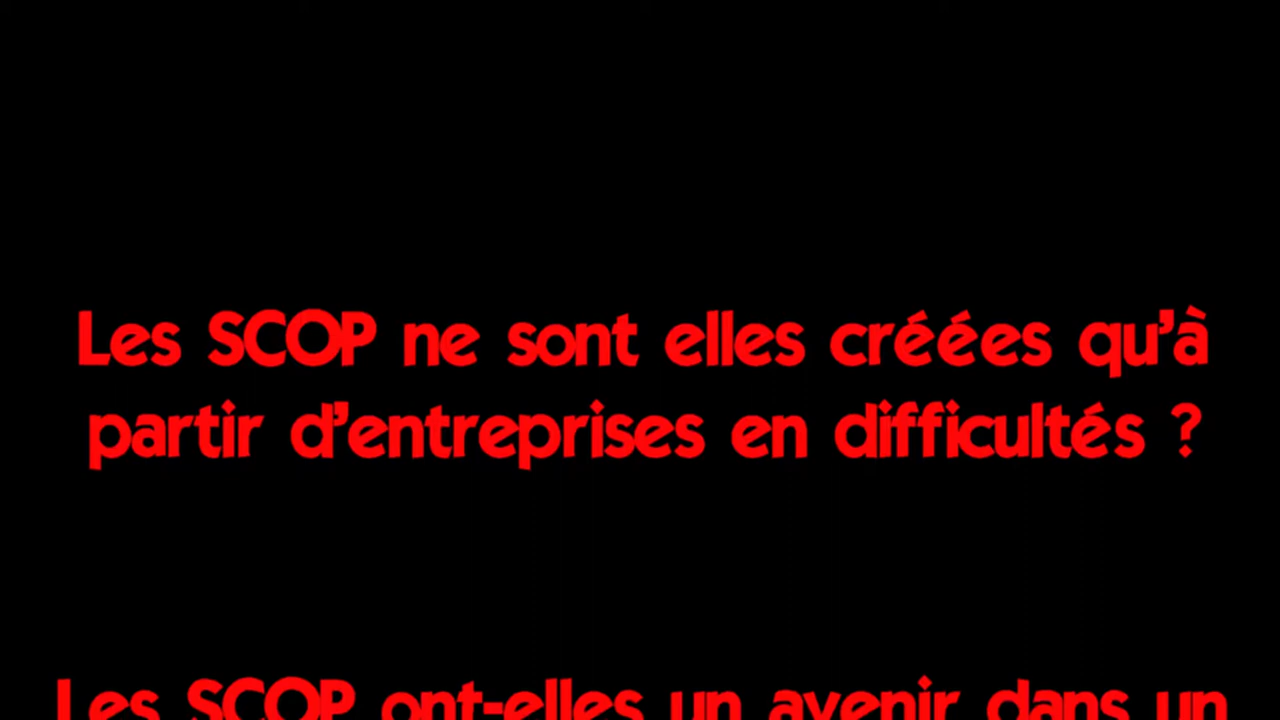 Les SCOP ne sont elles créées qu'à
partir d'entreprises en difficultés ?
Les SCOP ont-elles un avenir dans un